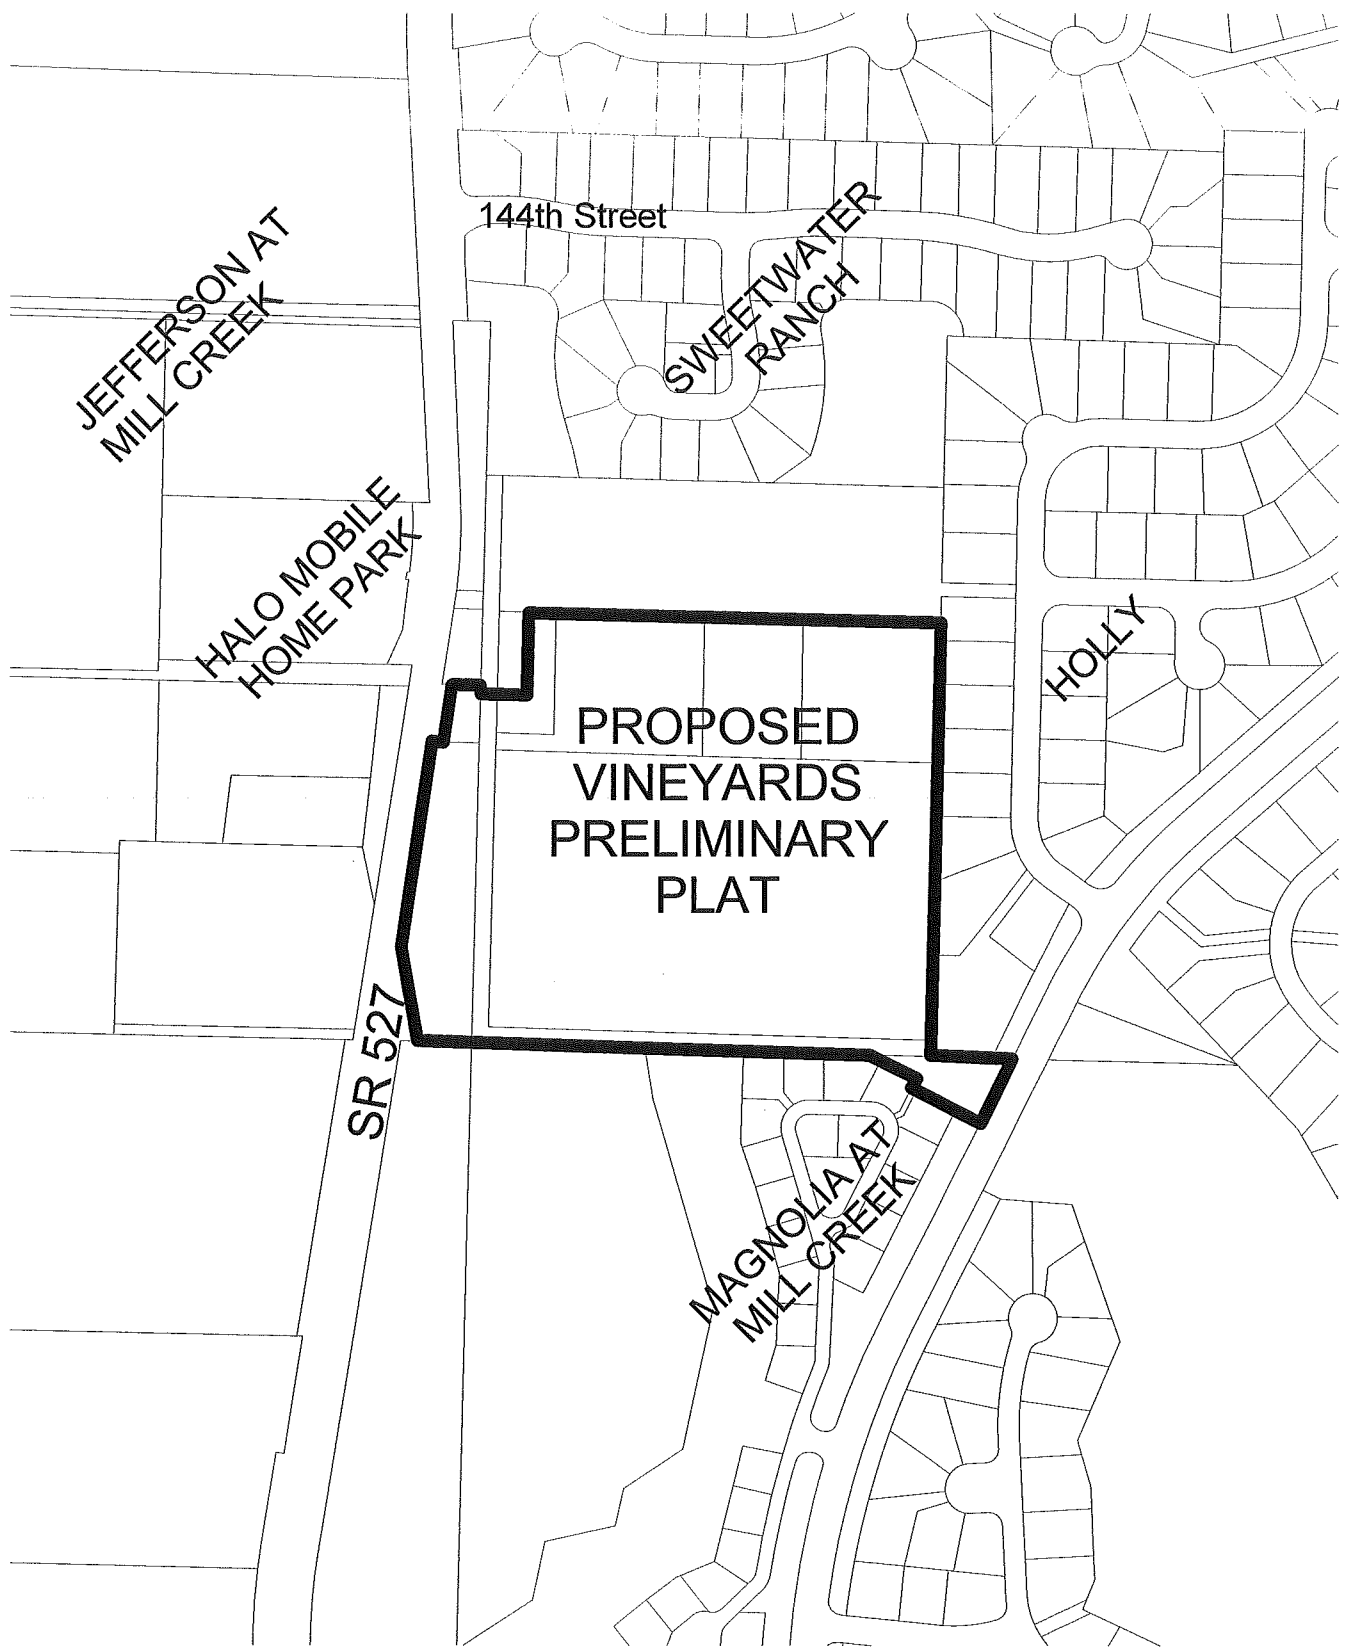 144th Street
SWEETWATER
RANCH
JEFFERSON AT
MILL CREEK
HALO MOBILE
HOME PARK
HOLLY
PROPOSED
VINEYARDS
PRELIMINARY
PLAT
SR 527
MAGNOLIA AT
MILL CREEK